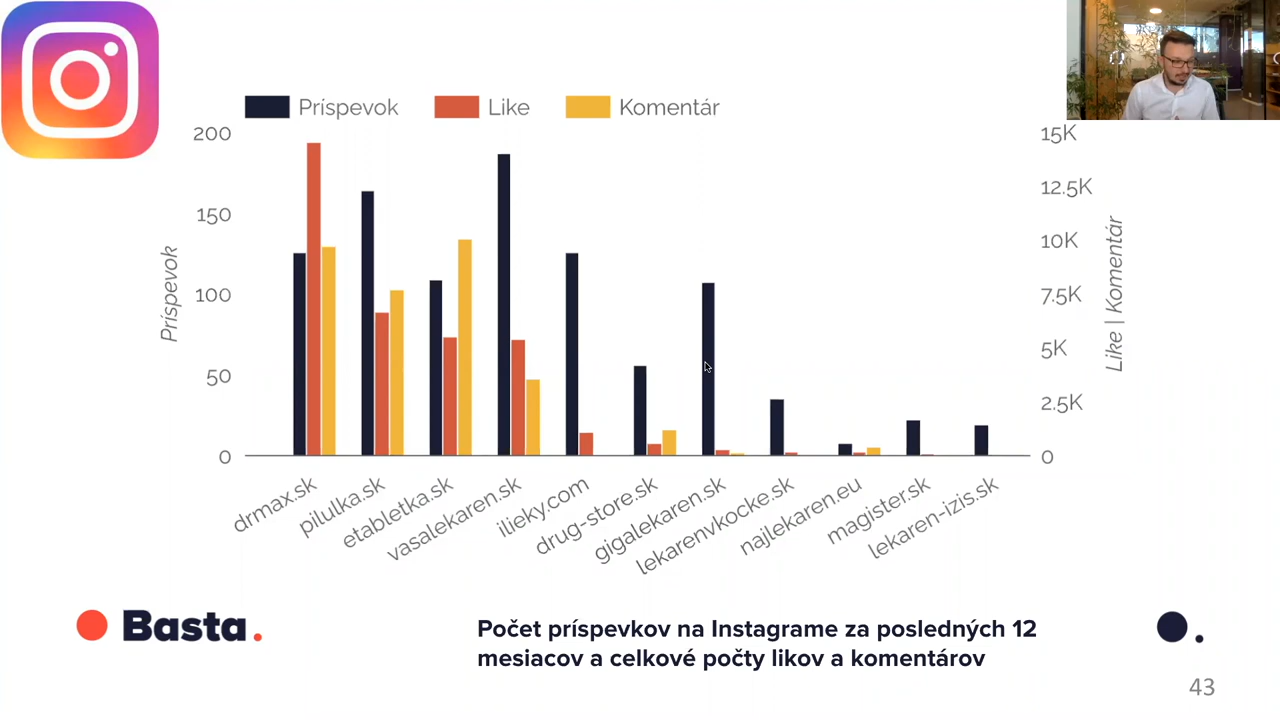 Príspevok Like Komentár
200
150
100
50
0
Príspevok
15K
12.5K
10K
7.5K
5K
2.5K
0
Like | Komentár
drmax.sk
pilulka.sk
etabletka.sk
vasalekaren.sk
ilieky.com
drug-store.sk
gigalekaren.sk
lekarenvkocke.sk
najlekaren.eu
magister.sk
lekaren-izis.sk
Basta.
Počet príspevkov na Instagrame za posledných 12
mesiacov a celkové počty likov a komentárov
43